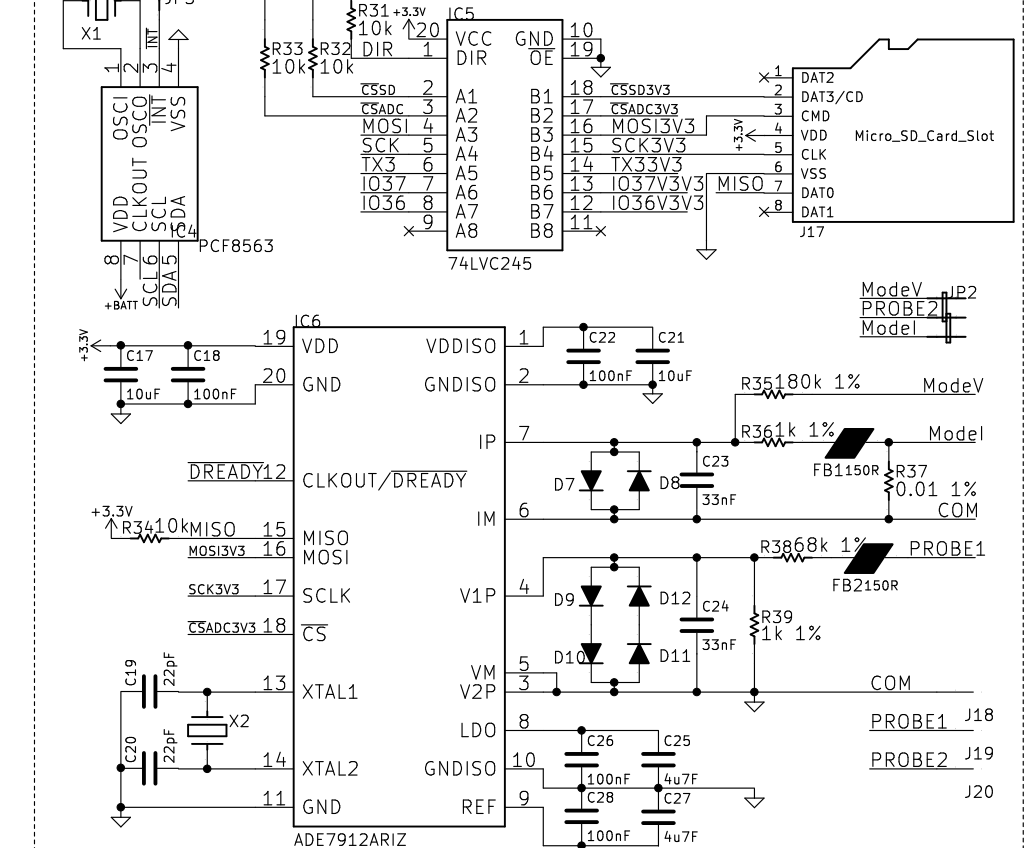 JP3
X1
1
2
3
4
INT
OSCI
OSCO
INT
VSS
VDD
CLKOUT
SCL
SDA
IC4
PCF8563
8
7
6
5
SCL
SDA
+BATT
R31
10k
R33
10k
R32
10k
+3.3V
IC5
20 VCC GND 10
DIR 1 DIR OE 19
CSSD 2 A1 B1 18 CSSD3V3
CSADC 3 A2 B2 17 CSADC3V3
MOSI 4 A3 B3 16 MOSI3V3
SCK 5 A4 B4 15 SCK3V3
TX3 6 A5 B5 14 TX33V3
IO37 7 A6 B6 13 IO37V3V3
IO36 8 A7 B7 12 IO36V3V3
9 A8 B8 11
74LVC245
1 DAT2
2 DAT3/CD
3 CMD
+3.3V
4 VDD
5 CLK
6 VSS
MISO 7 DAT0
8 DAT1
Micro_SD_Card_Slot
J17
ModeV
PROBE2
ModeI
JP2
IC6
+3.3V
19 VDD
C17
10uF
C18
100nF
20 GND
DREADY 12 CLKOUT/DREADY
+3.3V
R34 10k MISO 15 MISO
MOSI3V3 16 MOSI
SCK3V3 17 SCLK
CSADC3V3 18 CS
C19
22pF
13 XTAL1
X2
C20
22pF
14 XTAL2
11 GND
ADE7912ARIZ
VDDISO 1
C22
100nF
C21
10uF
GNDISO 2
R35 180k 1% ModeV
IP 7
R36 1k 1%
FB1 150R
ModeI
D7
D8
C23
33nF
R37
0.01 1%
IM 6
COM
R38 68k 1%
FB2 150R
PROBE1
V1P 4
D9
D12
D10
D11
C24
33nF
R39
1k 1%
VM 5
V2P 3
COM
J18
PROBE1
J19
PROBE2
J20
LDO 8
C26
100nF
C25
4u7F
GNDISO 10
REF 9
C28
100nF
C27
4u7F